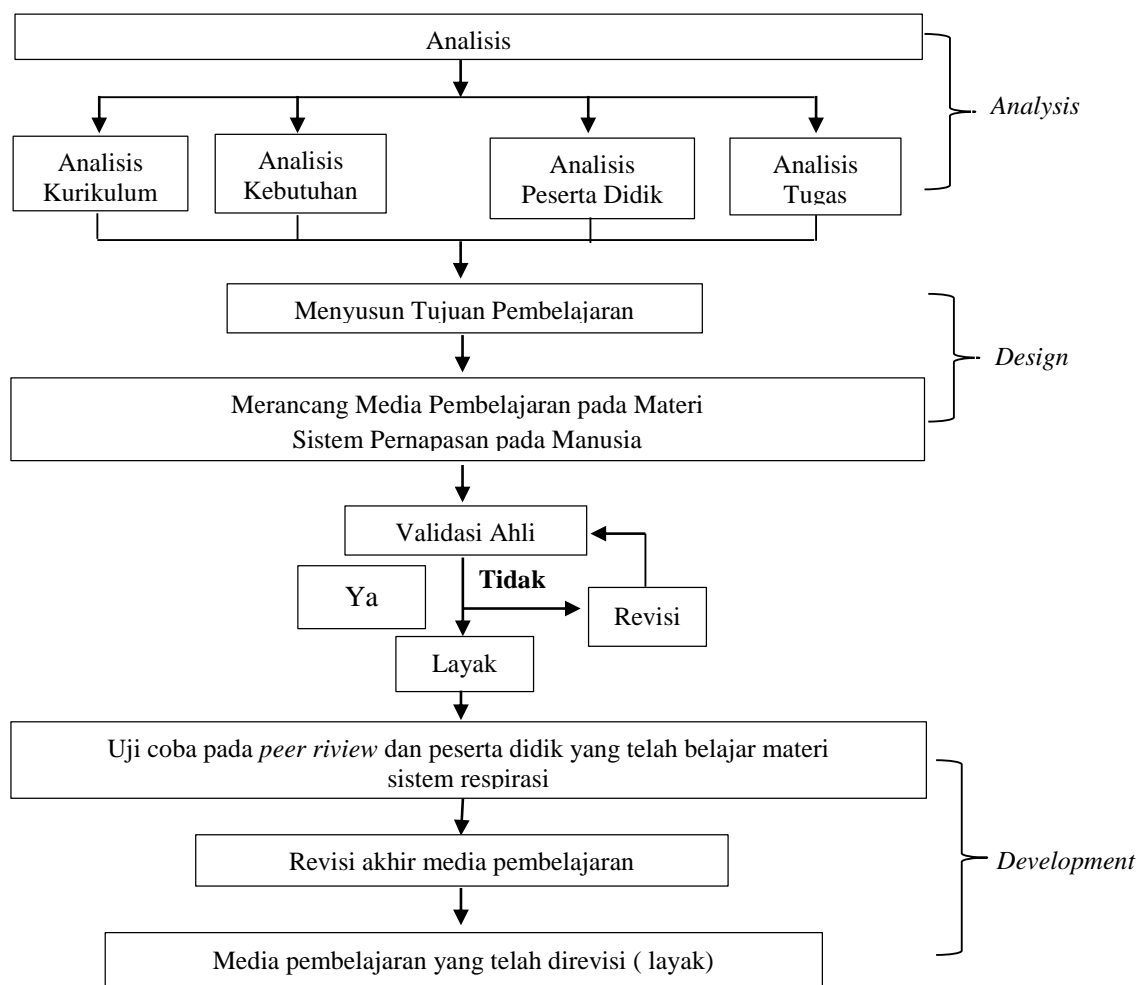 Analisis
Analysis
Analisis
Kurikulum
Analisis
Kebutuhan
Analisis
Peserta Didik
Analisis
Tugas
Menyusun Tujuan Pembelajaran
Design
Merancang Media Pembelajaran pada Materi
Sistem Pernapasan pada Manusia
Validasi Ahli
Ya
Tidak
Revisi
Layak
Uji coba pada peer riview dan peserta didik yang telah belajar materi
sistem respirasi
Revisi akhir media pembelajaran
Development
Media pembelajaran yang telah direvisi ( layak)